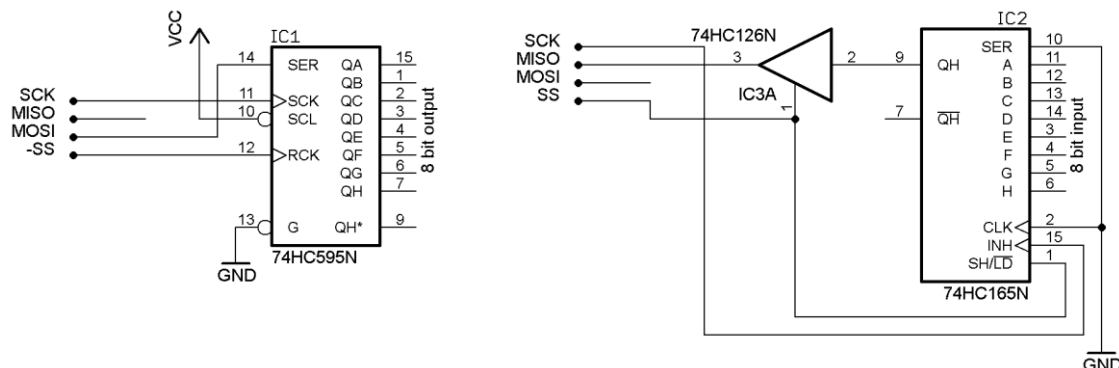 VCC
IC1
14 SER QA 15
QB 1
SCK 11 SCK QC 2
MISO 10 SCL QD 3
MOSI QE 4
-SS 12 RCK QF 5
QG 6
QH 7
13 G QH* 9
8 bit output
74HC595N
GND
IC2
74HC126N
SCK
MISO 3 2 9 QH
MOSI
SS
IC3A
1
7 QH
SER 10
A 11
B 12
C 13
D 14
E 3
F 4
G 5
H 6
8 bit input
CLK 2
INH 15
SH/LD 1
74HC165N
GND